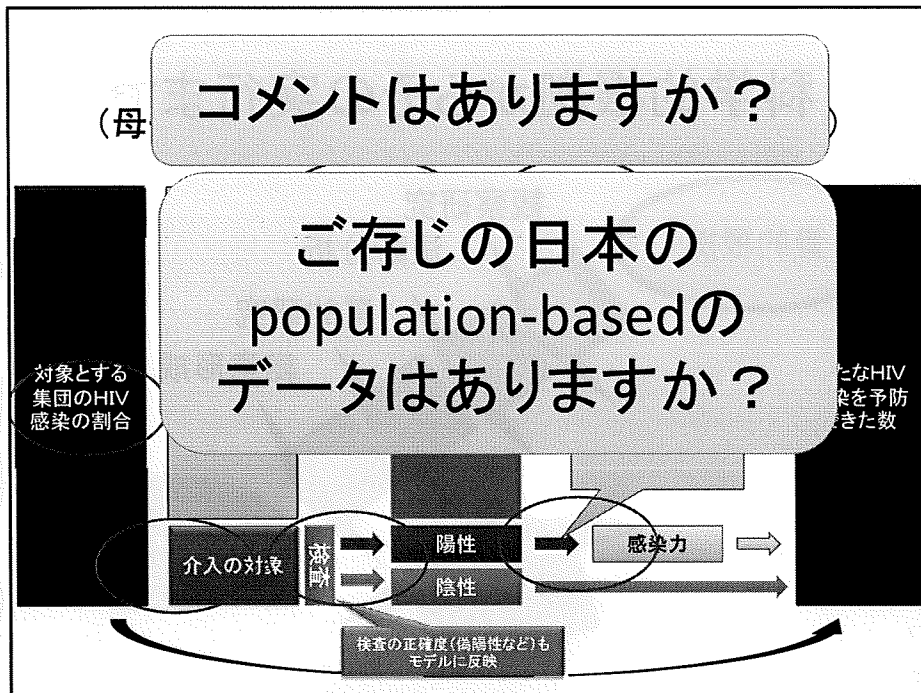 コメントはありますか？
（母
）
ご存じの日本の
population-basedの
データはありますか？
対象とする
集団のHIV
感染の割合
たなHIV
染を予防
きた数
介入の対象
検査
陽性
陰性
感染力
検査の正確度（偽陽性など）も
モデルに反映